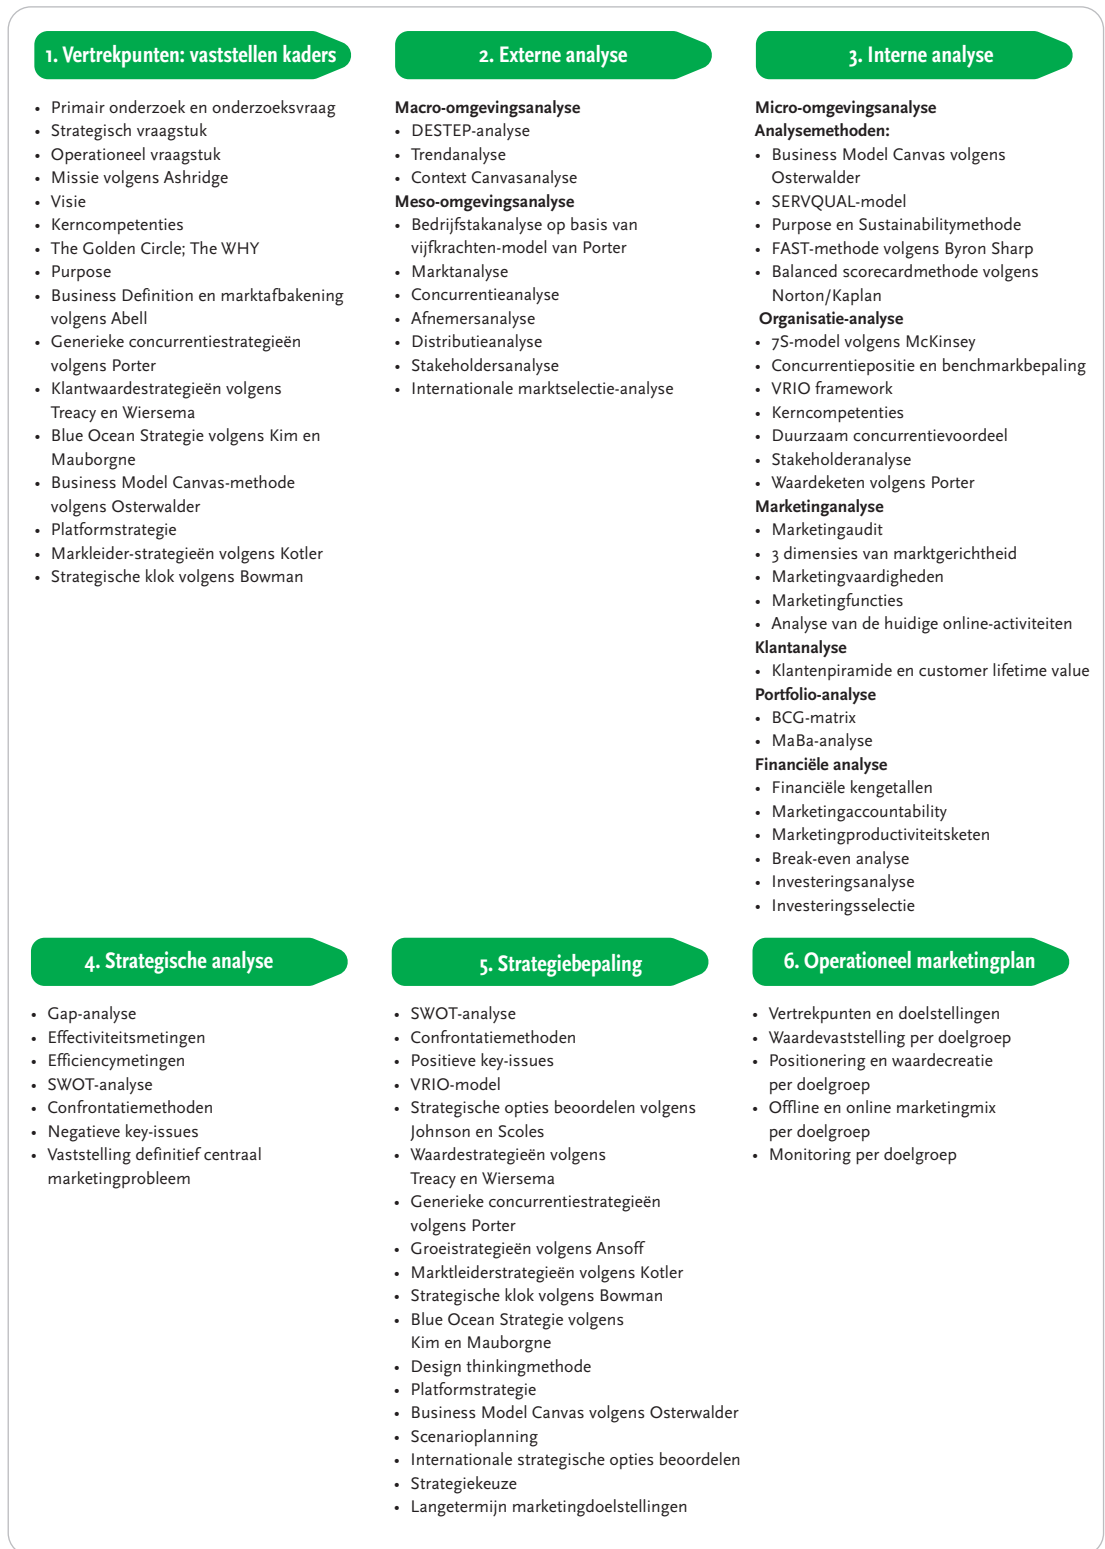 1. Vertrekpunten: vaststellen kaders
• Primair onderzoek en onderzoeksvraag
• Strategisch vraagstuk
• Operationeel vraagstuk
• Missie volgens Ashridge
• Visie
• Kerncompetenties
• The Golden Circle; The WHY
• Purpose
• Business Definition en marktafbakening
volgens Abell
• Generieke concurrentiestrategieën
volgens Porter
• Klantwaardestrategieën volgens
Treacy en Wiersema
• Blue Ocean Strategie volgens Kim en
Mauborgne
• Business Model Canvas-methode
volgens Osterwalder
• Platformstrategie
• Markleider-strategieën volgens Kotler
• Strategische klok volgens Bowman
2. Externe analyse
Macro-omgevingsanalyse
• DESTEP-analyse
• Trendanalyse
• Context Canvasanalyse
Meso-omgevingsanalyse
• Bedrijfstakanalyse op basis van
vijfkrachten-model van Porter
• Marktanalyse
• Concurrentieanalyse
• Afnemersanalyse
• Distributieanalyse
• Stakeholdersanalyse
• Internationale marktselectie-analyse
3. Interne analyse
Micro-omgevingsanalyse
Analysemethoden:
• Business Model Canvas volgens
Osterwalder
• SERVQUAL-model
• Purpose en Sustainabilitymethode
• FAST-methode volgens Byron Sharp
• Balanced scorecardmethode volgens
Norton/Kaplan
Organisatie-analyse
• 7S-model volgens McKinsey
• Concurrentiepositie en benchmarkbepaling
• VRIO framework
• Kerncompetenties
• Duurzaam concurrentievoordeel
• Stakeholderanalyse
• Waardeketen volgens Porter
Marketinganalyse
• Marketingaudit
• 3 dimensies van marktgerichtheid
• Marketingvaardigheden
• Marketingfuncties
• Analyse van de huidige online-activiteiten
Klantanalyse
• Klantenpiramide en customer lifetime value
Portfolio-analyse
• BCG-matrix
• MaBa-analyse
Financiële analyse
• Financiële kengetallen
• Marketingaccountability
• Marketingproductiviteitsketen
• Break-even analyse
• Investeringsanalyse
• Investeringsselectie
4. Strategische analyse
• Gap-analyse
• Effectiviteitsmetingen
• Efficiencymetingen
• SWOT-analyse
• Confrontatiemethoden
• Negatieve key-issues
• Vaststelling definitief centraal
marketingprobleem
5. Strategiebepaling
• SWOT-analyse
• Confrontatiemethoden
• Positieve key-issues
• VRIO-model
• Strategische opties beoordelen volgens
Johnson en Scoles
• Waardestrategieën volgens
Treacy en Wiersema
• Generieke concurrentiestrategieën
volgens Porter
• Groeistrategieën volgens Ansoff
• Marktleiderstrategieën volgens Kotler
• Strategische klok volgens Bowman
• Blue Ocean Strategie volgens
Kim en Mauborgne
• Design thinkingmethode
• Platformstrategie
• Business Model Canvas volgens Osterwalder
• Scenarioplanning
• Internationale strategische opties beoordelen
• Strategiekeuze
• Langetermijn marketingdoelstellingen
6. Operationeel marketingplan
• Vertrekpunten en doelstellingen
• Waardevaststelling per doelgroep
• Positionering en waardecreatie
per doelgroep
• Offline en online marketingmix
per doelgroep
• Monitoring per doelgroep